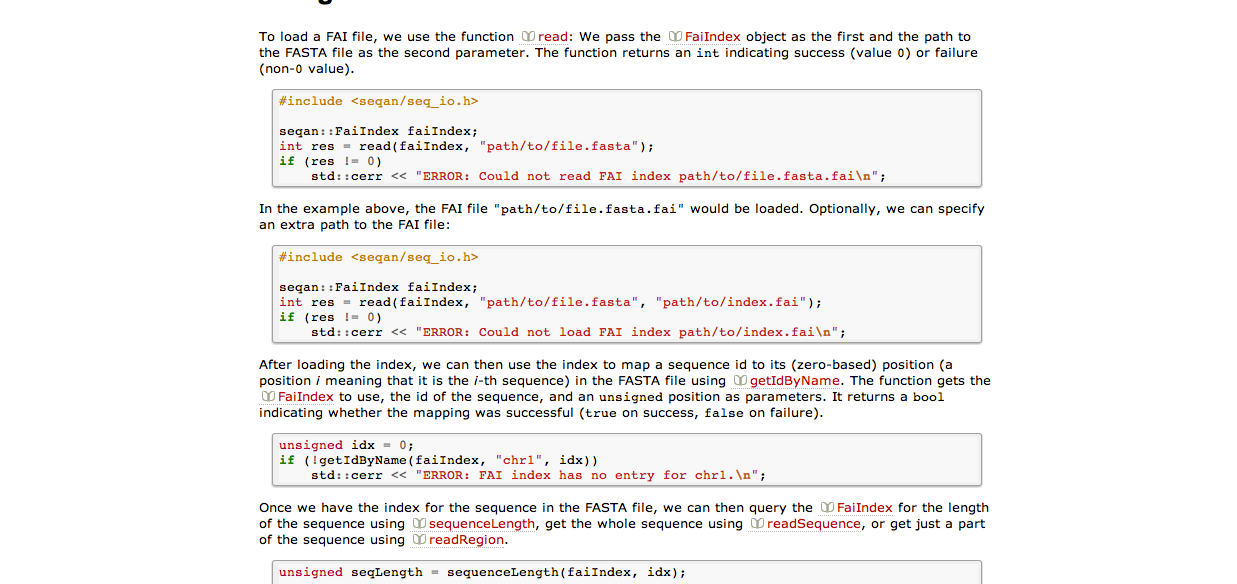 To load a FAI file, we use the function read: We pass the FaiIndex object as the first and the path to
the FASTA file as the second parameter. The function returns an int indicating success (value 0) or failure
(non-0 value).
#include <seqan/seq_io.h>
seqan::FaiIndex faiIndex;
int res = read(faiIndex, "path/to/file.fasta");
if (res != 0)
    std::cerr << "ERROR: Could not read FAI index path/to/file.fasta.fai\n";
In the example above, the FAI file "path/to/file.fasta.fai" would be loaded. Optionally, we can specify
an extra path to the FAI file:
#include <seqan/seq_io.h>
seqan::FaiIndex faiIndex;
int res = read(faiIndex, "path/to/file.fasta", "path/to/index.fai");
if (res != 0)
    std::cerr << "ERROR: Could not load FAI index path/to/index.fai\n";
After loading the index, we can then use the index to map a sequence id to its (zero-based) position (a
position i meaning that it is the i-th sequence) in the FASTA file using getIdByName. The function gets the
FaiIndex to use, the id of the sequence, and an unsigned position as parameters. It returns a bool
indicating whether the mapping was successful (true on success, false on failure).
unsigned idx = 0;
if (!getIdByName(faiIndex, "chr1", idx))
    std::cerr << "ERROR: FAI index has no entry for chr1.\n";
Once we have the index for the sequence in the FASTA file, we can then query the FaiIndex for the length
of the sequence using sequenceLength, get the whole sequence using readSequence, or get just a part
of the sequence using readRegion.
unsigned seqLength = sequenceLength(faiIndex, idx);